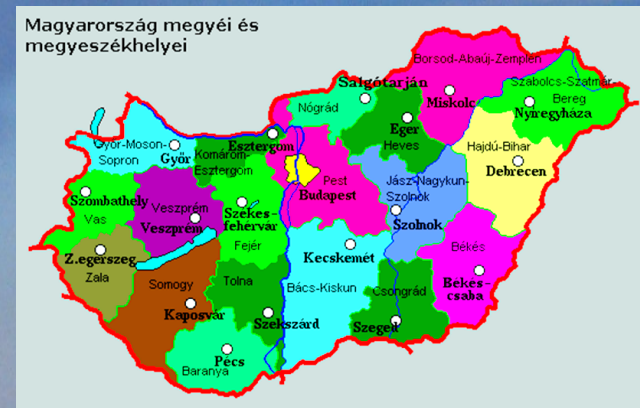 Magyarország megyéi és
megyeszékhelyei
Borsod-Abaúj-Zemplén
Salgótarján
Miskolc
Szabolcs-Szatmár
Bereg
Nyíregyháza
Nógrád
Eger
Heves
Esztergom
Győr-Moson-
Sopron
Győr
Komárom-
Esztergom
Hajdú-Bihar
Debrecen
Pest
Budapest
Jász-Nagykun-
Szolnok
Szolnok
Szombathely
Vas
Veszprém
Veszprém
Székes-
fehérvár
Fejér
Z.egerszeg
Zala
Kecskemét
Békés
Békés-
csaba
Somogy
Kaposvár
Tolna
Szekszárd
Bács-Kiskun
Csongrád
Szeged
Pécs
Baranya